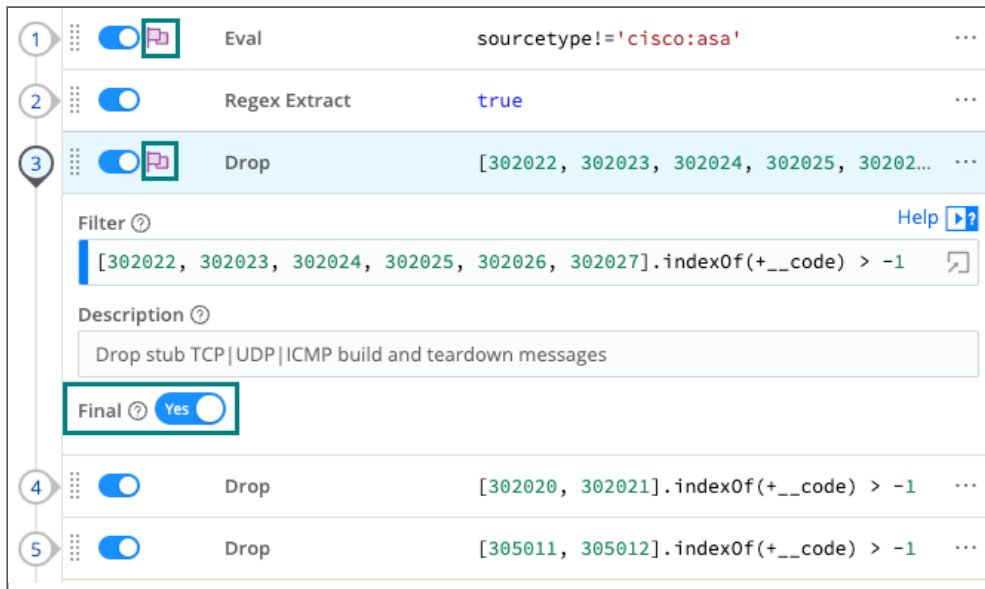 1 Eval sourcetype!='cisco:asa' ...
2 Regex Extract true ...
3 Drop [302022, 302023, 302024, 302025, 30202... ...
Filter ? Help ?
[302022, 302023, 302024, 302025, 302026, 302027].indexOf(+__code) > -1
Description ?
Drop stub TCP|UDP|ICMP build and teardown messages
Final ? Yes
4 Drop [302020, 302021].indexOf(+__code) > -1 ...
5 Drop [305011, 305012].indexOf(+__code) > -1 ...